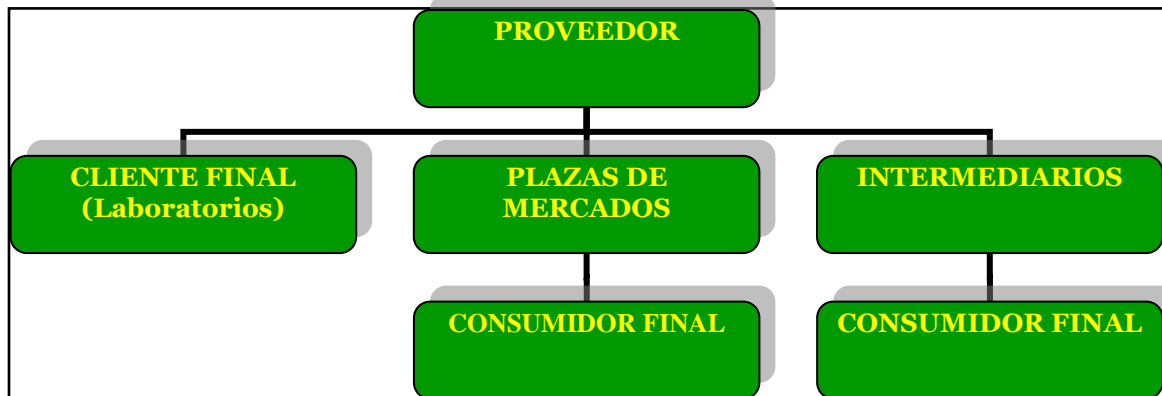 PROVEEDOR
CLIENTE FINAL
(Laboratorios)
PLAZAS DE
MERCADOS
INTERMEDIARIOS
CONSUMIDOR FINAL
CONSUMIDOR FINAL